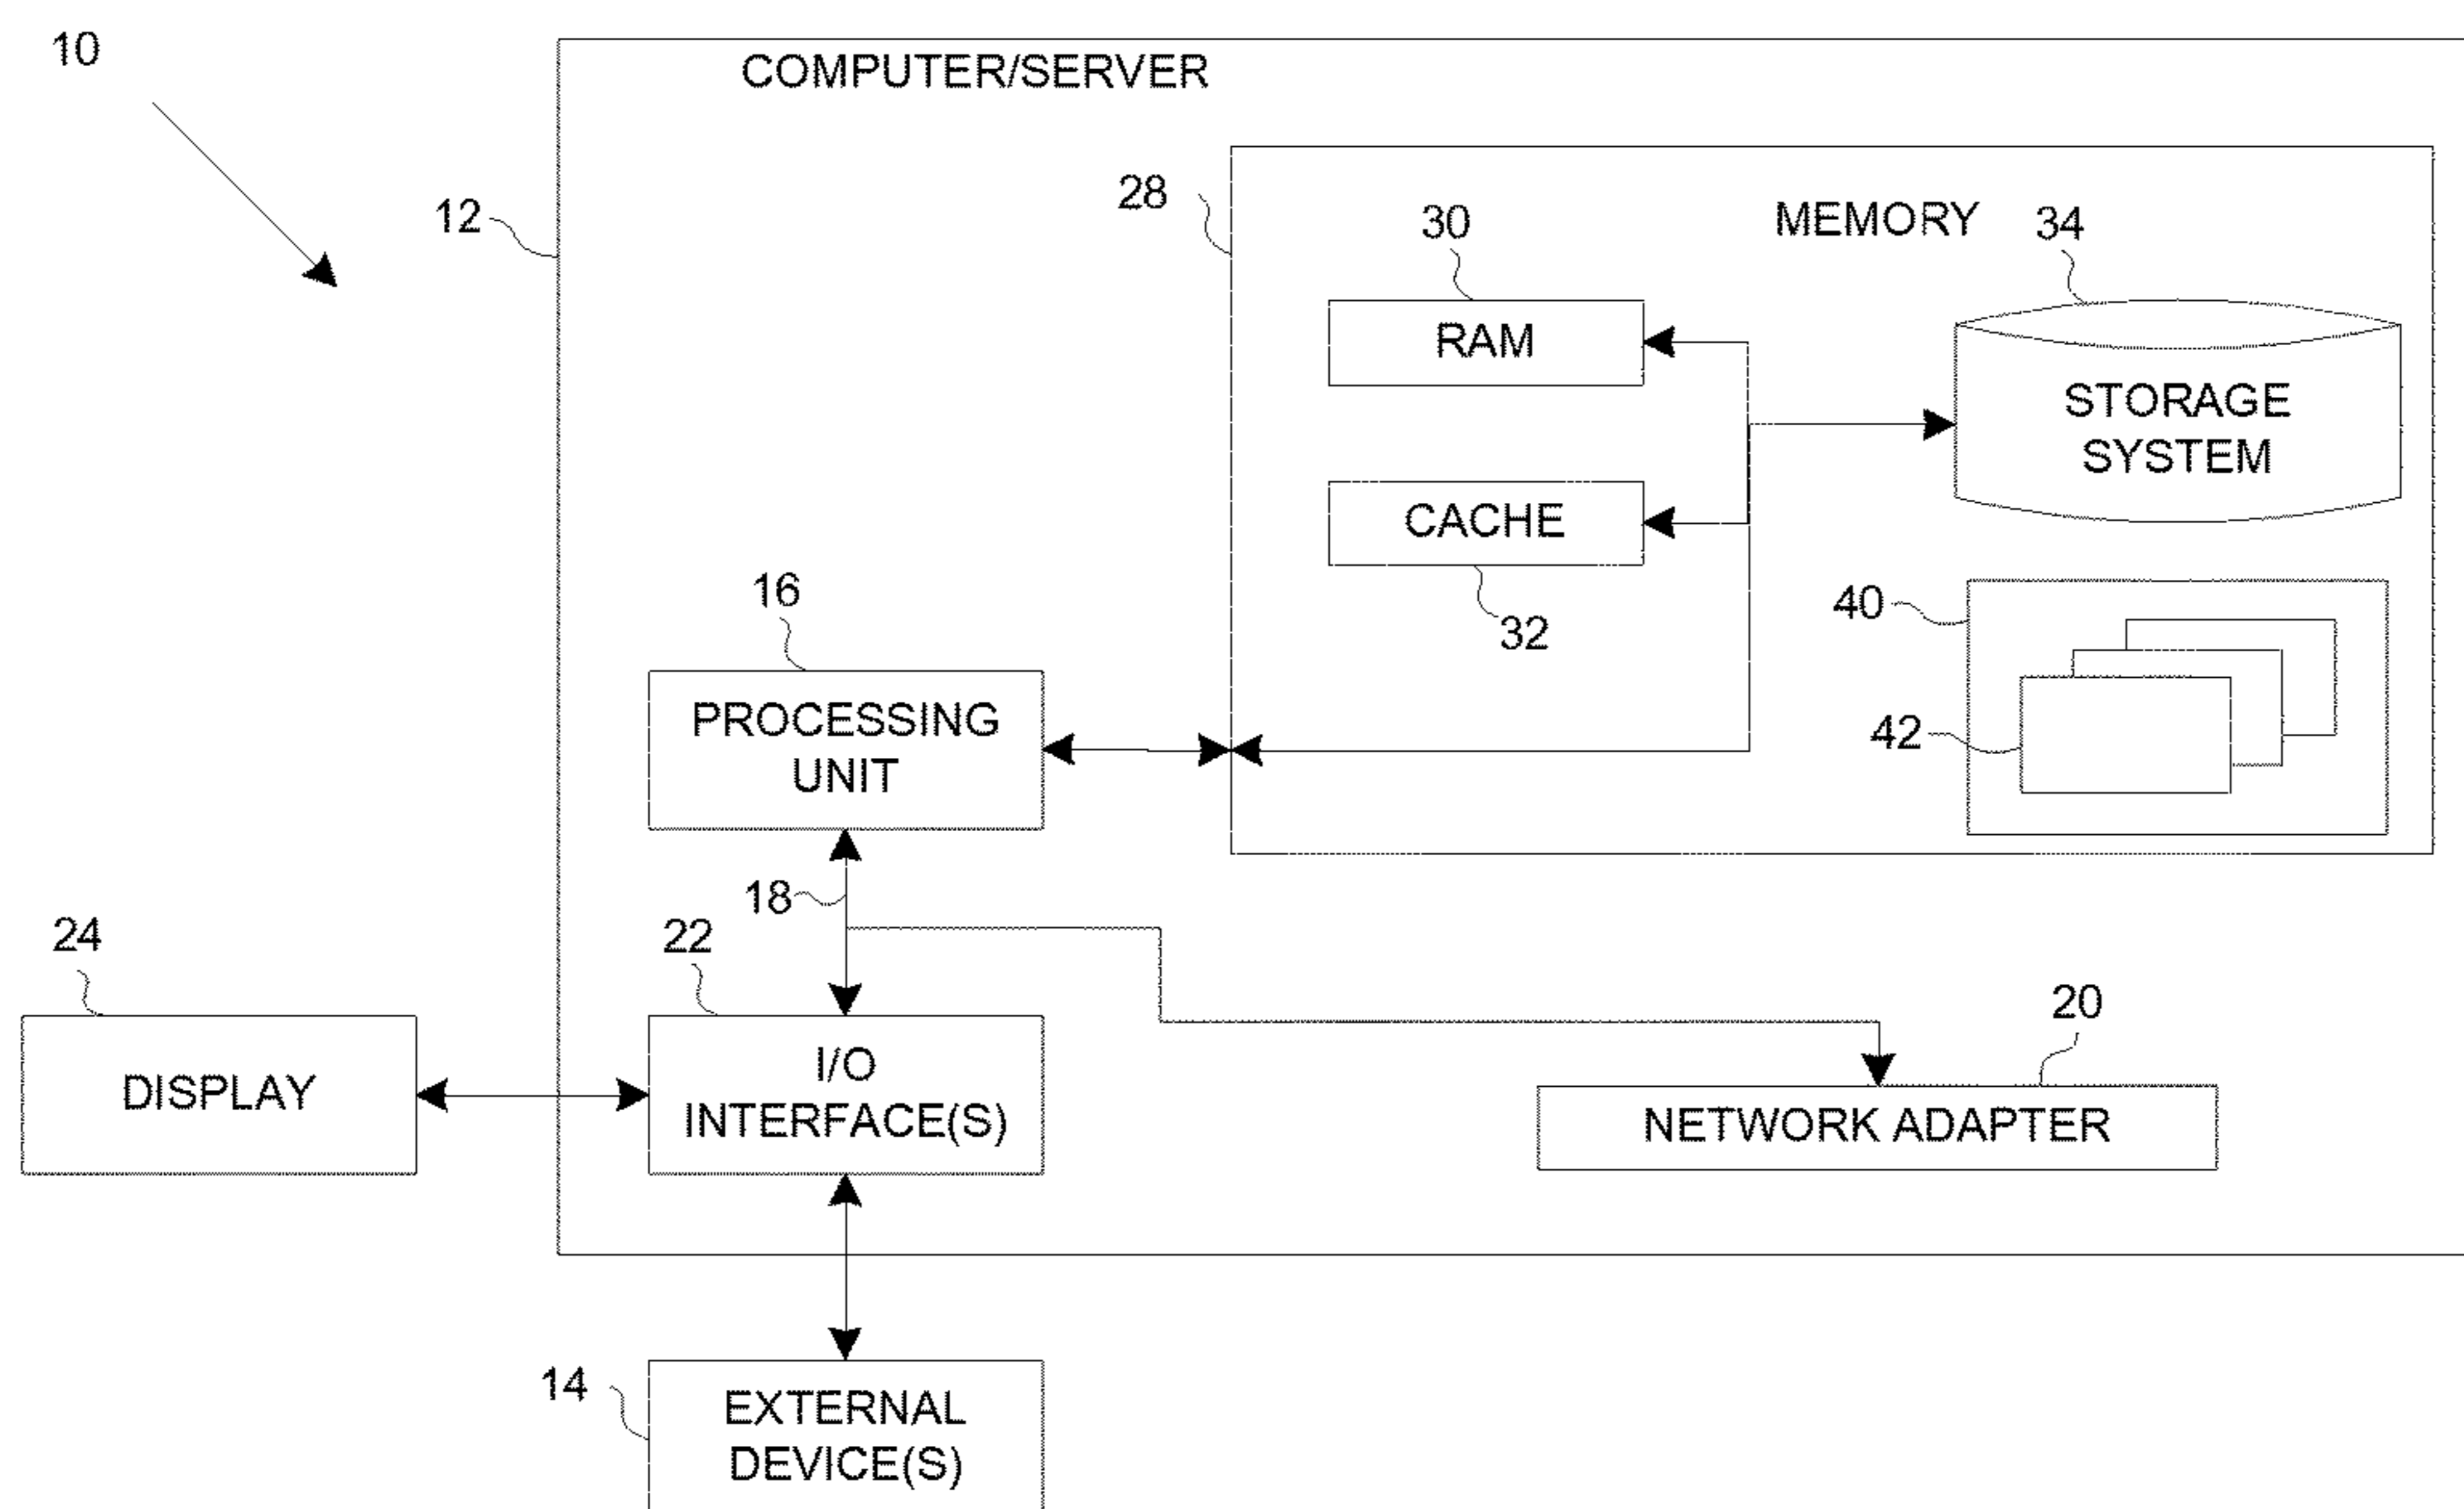 10
COMPUTER/SERVER
12
28
30
MEMORY
34
RAM
STORAGE
SYSTEM
CACHE
32
16
40
PROCESSING
UNIT
42
18
24
22
20
DISPLAY
I/O
INTERFACE(S)
NETWORK ADAPTER
14
EXTERNAL
DEVICE(S)